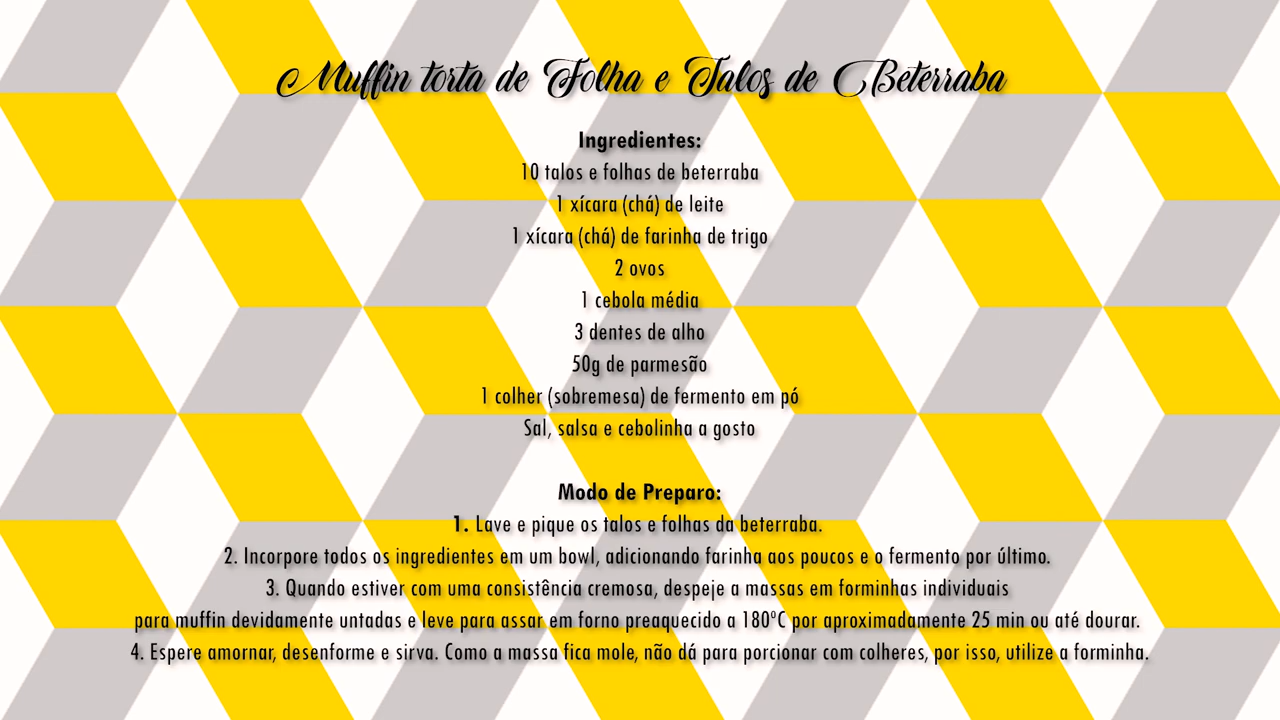 Muffin torta de Folha e Talos de Beterraba
Ingredientes:
10 talos e folhas de beterraba
1 xícara (chá) de leite
1 xícara (chá) de farinha de trigo
2 ovos
1 cebola média
3 dentes de alho
50g de parmesão
1 colher (sobremesa) de fermento em pó
Sal, salsa e cebolinha a gosto
Modo de Preparo:
1. Lave e pique os talos e folhas da beterraba.
2. Incorpore todos os ingredientes em um bowl, adicionando farinha aos poucos e o fermento por último.
3. Quando estiver com uma consistência cremosa, despeje a massas em forminhas individuais
para muffin devidamente untadas e leve para assar em forno preaquecido a 180ºC por aproximadamente 25 min ou até dourar.
4. Espere amornar, desenforme e sirva. Como a massa fica mole, não dá para porcionar com colheres, por isso, utilize a forminha.